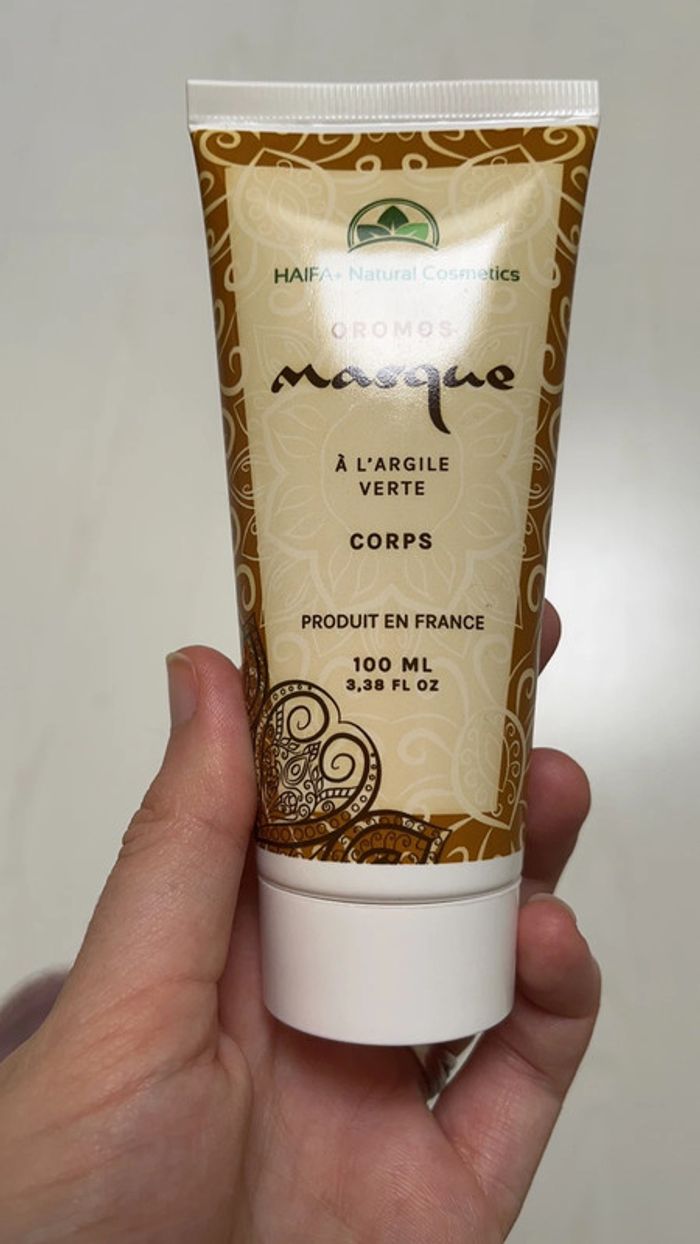 HAIFA+ Natural Cosmetics
OROMOS
masque
À L'ARGILE
VERTE
CORPS
PRODUIT EN FRANCE
100 ML
3,38 FL OZ